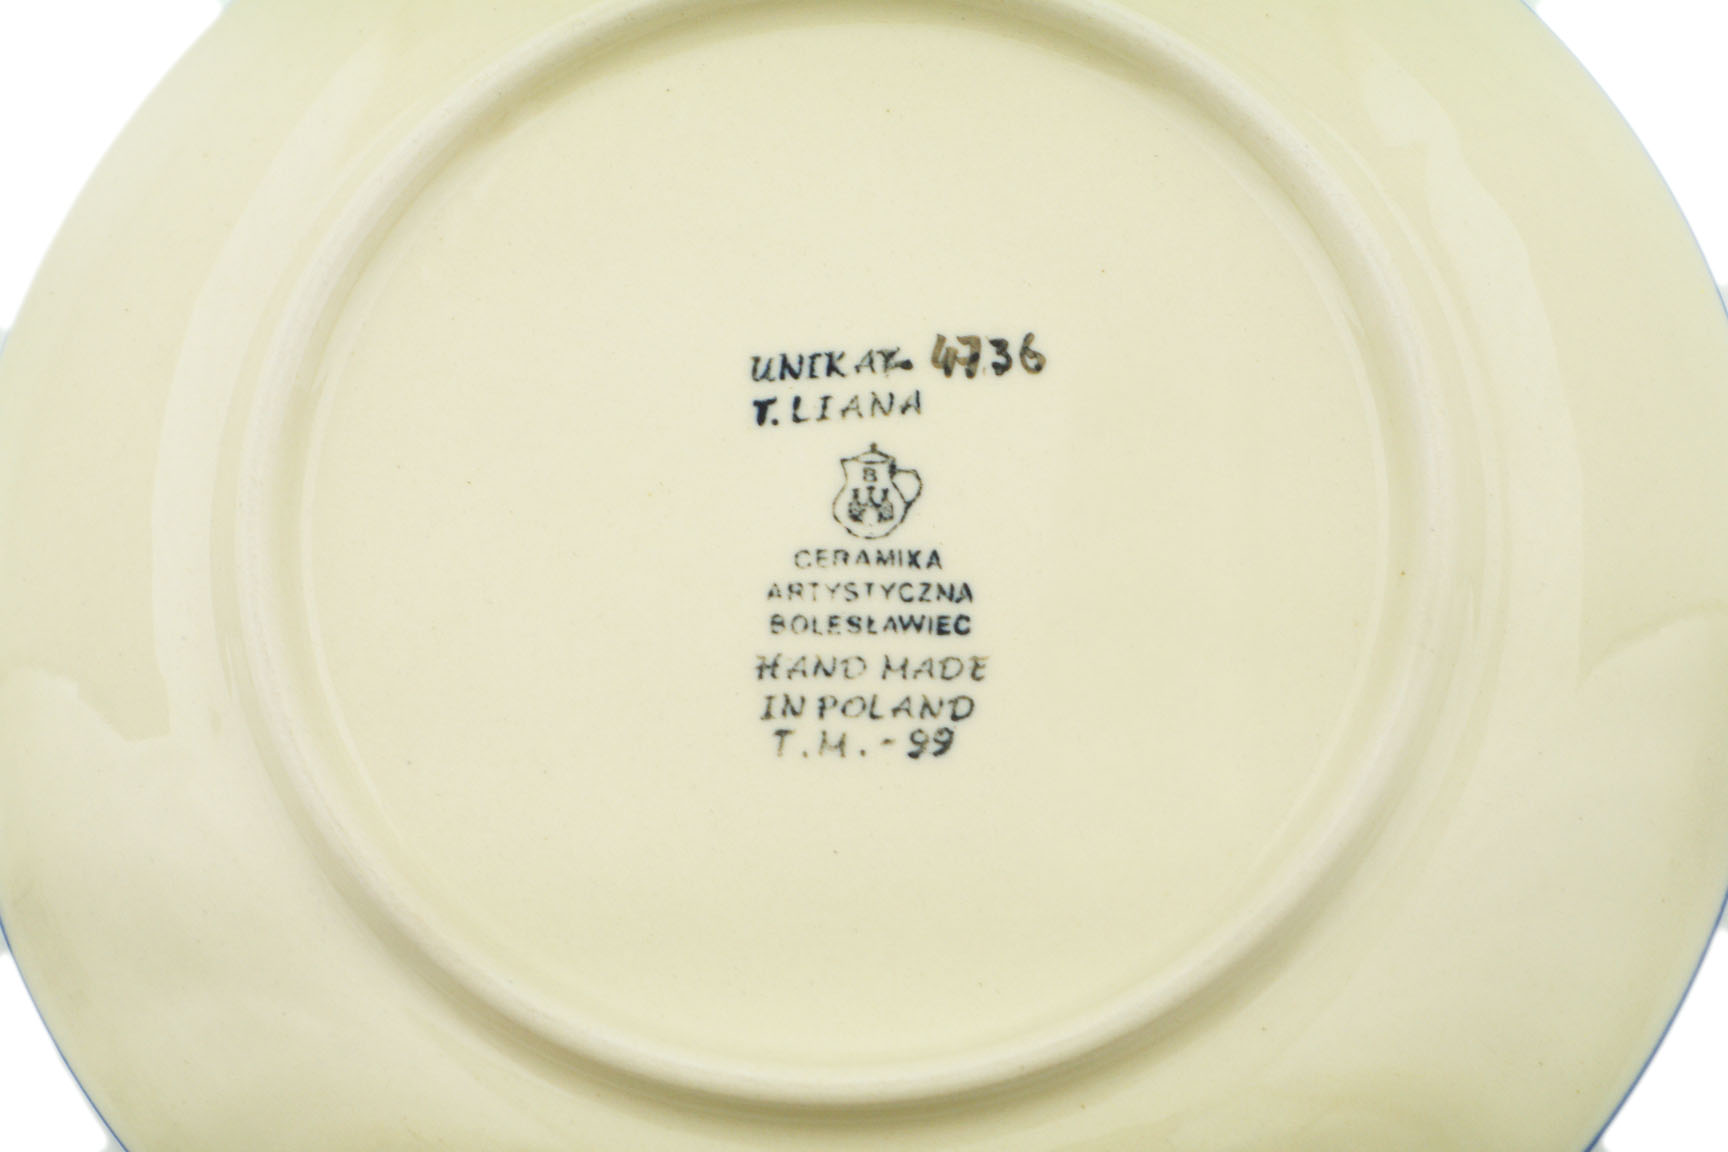 UNIKAT- 4736
T. LIANA
B
CERAMIKA
ARTYSTYCZNA
BOLESŁAWIEC
HAND MADE
IN POLAND
T.M.-99